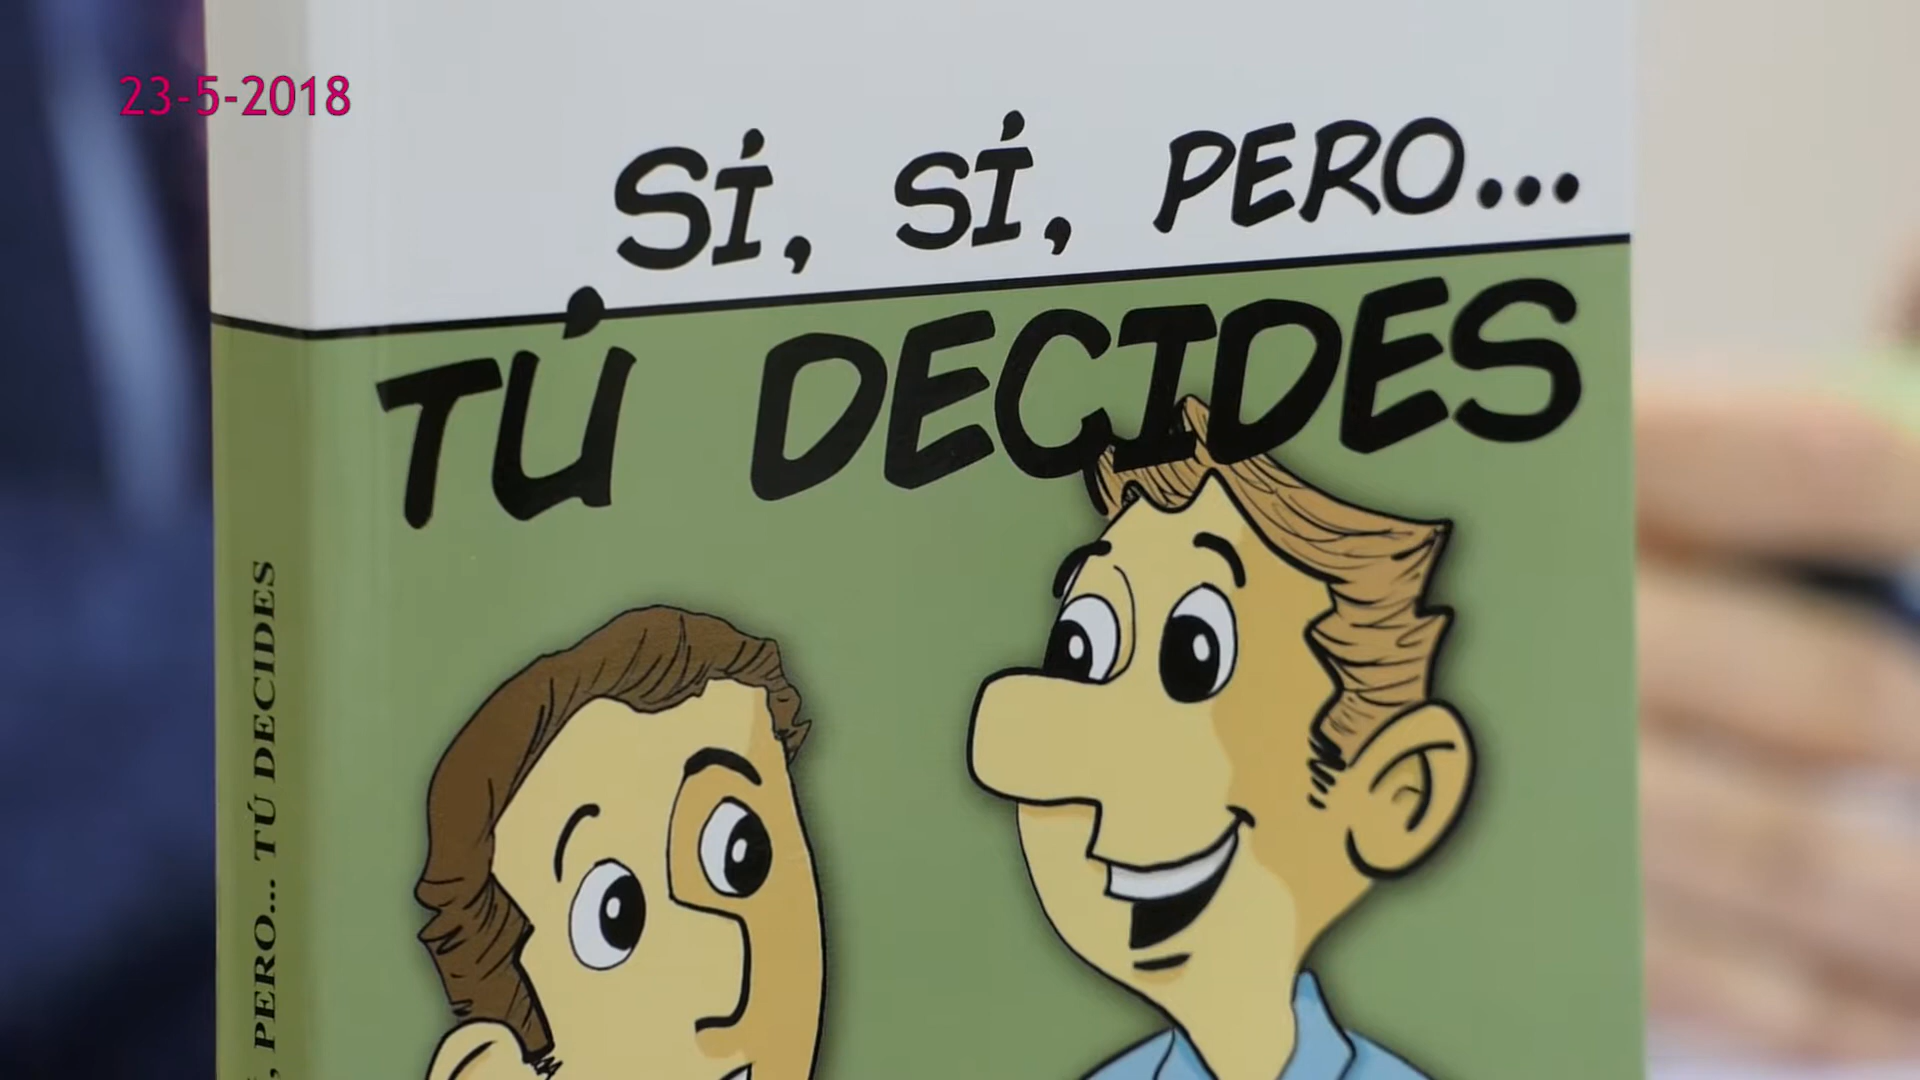 23-5-2018
SÍ, SÍ, PERO...
TÚ DECIDES
, PERO... TÚ DECIDES